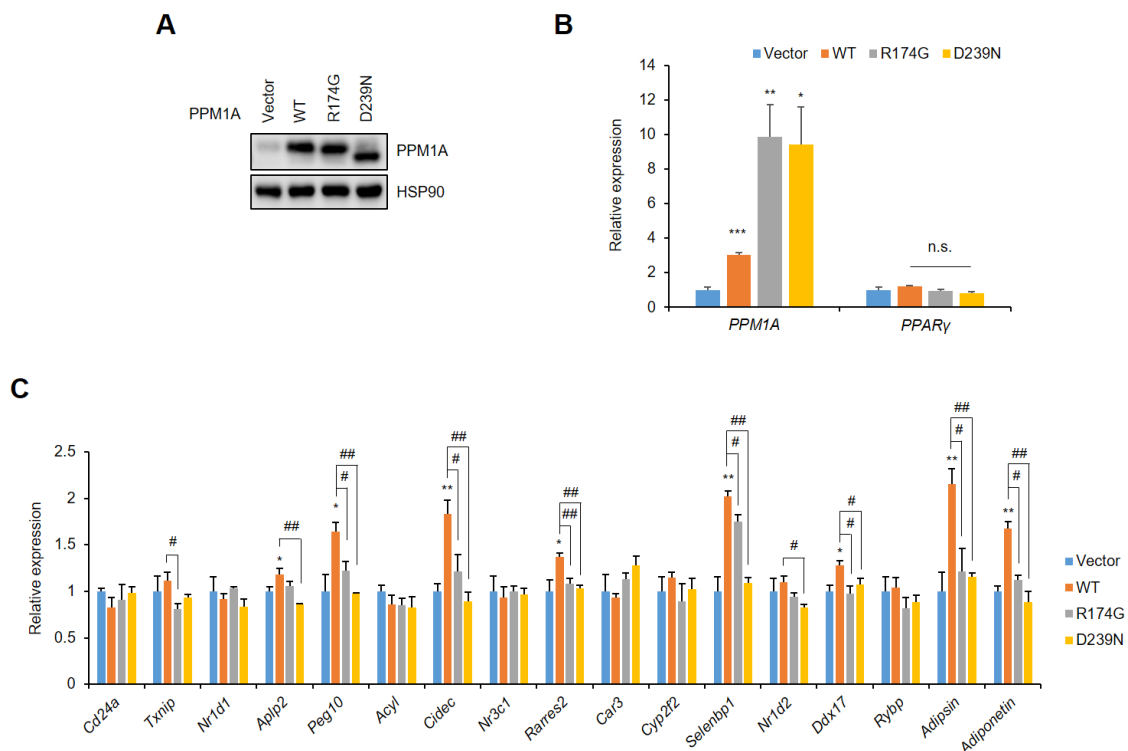 A
PPM1A
Vector
WT
R174G
D239N
PPM1A
HSP90
B
Vector WT R174G D239N
Relative expression
14
12
10
8
6
4
2
0
***
**
*
n.s.
PPM1A PPARγ
C
Relative expression
2.5
2
1.5
1
0.5
0
#
*
##
*
#
##
**
#
##
*
##
##
**
#
##
#
*
#
#
**
#
##
**
#
##
Cd24a
Txnip
Nr1d1
Aplp2
Peg10
Acyl
Cidec
Nr3c1
Rarres2
Car3
Cyp2f2
Selenbp1
Nr1d2
Ddx17
Rybp
Adipsin
Adiponetin
Vector
WT
R174G
D239N